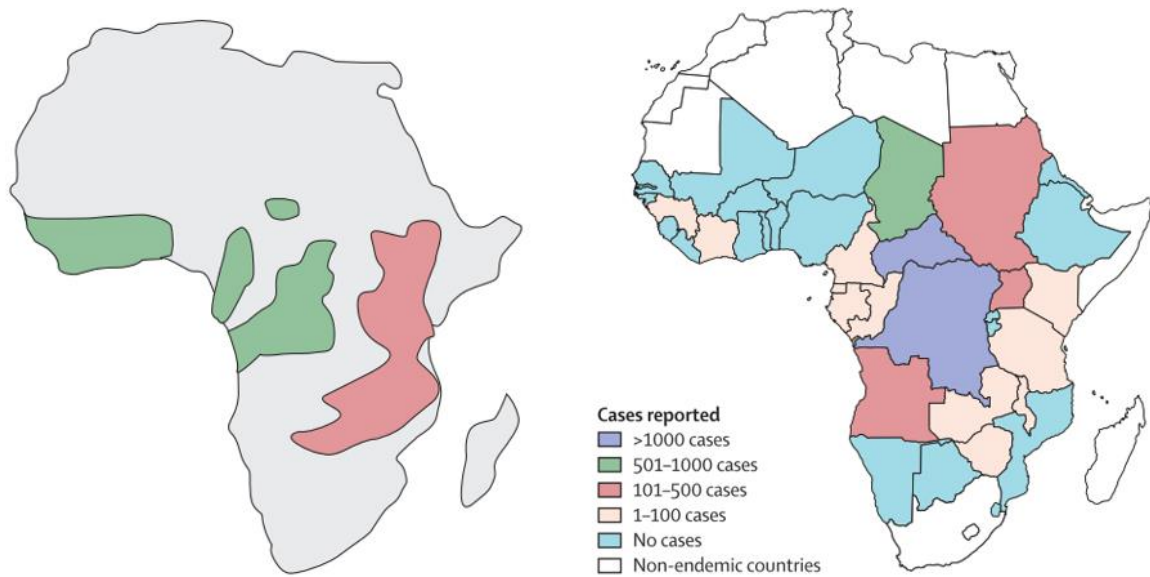 Cases reported
>1000 cases
501–1000 cases
101–500 cases
1–100 cases
No cases
Non-endemic countries